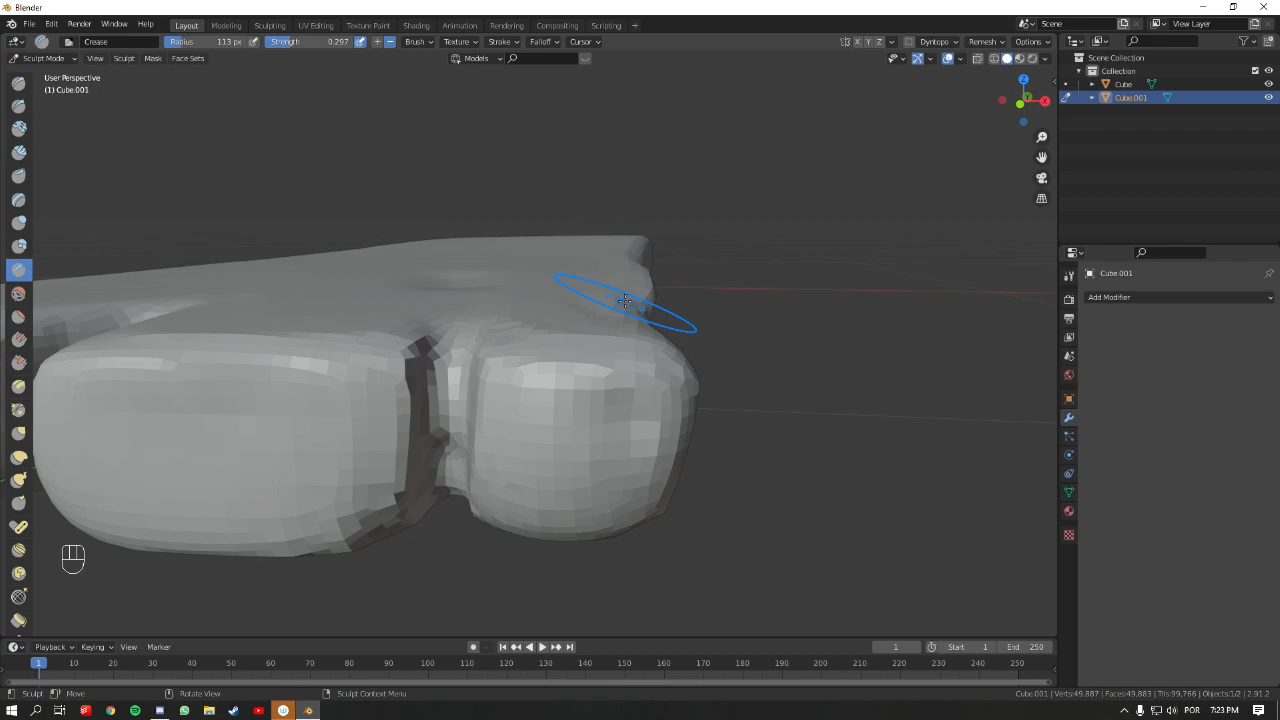 Blender
File Edit Render Window Help Layout Modeling Sculpting UV Editing Texture Paint Shading Animation Rendering Compositing Scripting + Scene View Layer
Crease Radius 113 px Strength 0.297 + − Brush Texture Stroke Falloff Cursor X Y Z Dyntopo Remesh Options
Sculpt Mode View Sculpt Mask Face Sets Models
User Perspective
(1) Cube.001
Scene Collection
Collection
Cube
Cube.001
Z
Y
X
Cube.001
Add Modifier
Playback Keying View Marker 1 Start 1 End 250
1 10 20 30 40 50 60 70 80 90 100 110 120 130 140 150 160 170 180 190 200 210 220 230 240 250
Sculpt Move Rotate View Sculpt Context Menu Cube.001 | Verts:49,887 | Faces:49,883 | Tris:99,766 | Objects:1/2 | 2.91.2
POR 7:23 PM